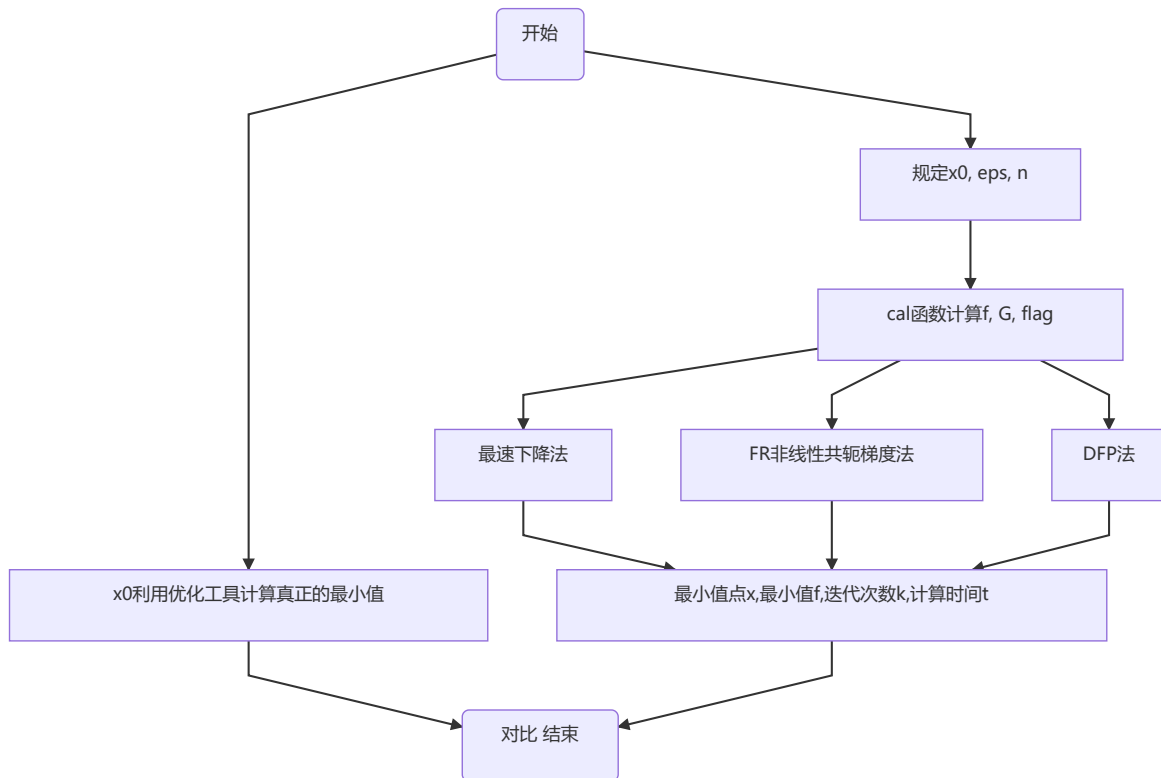 开始
规定x0, eps, n
cal函数计算f, G, flag
最速下降法
FR非线性共轭梯度法
DFP法
x0利用优化工具计算真正的最小值
最小值点x,最小值f,迭代次数k,计算时间t
对比 结束